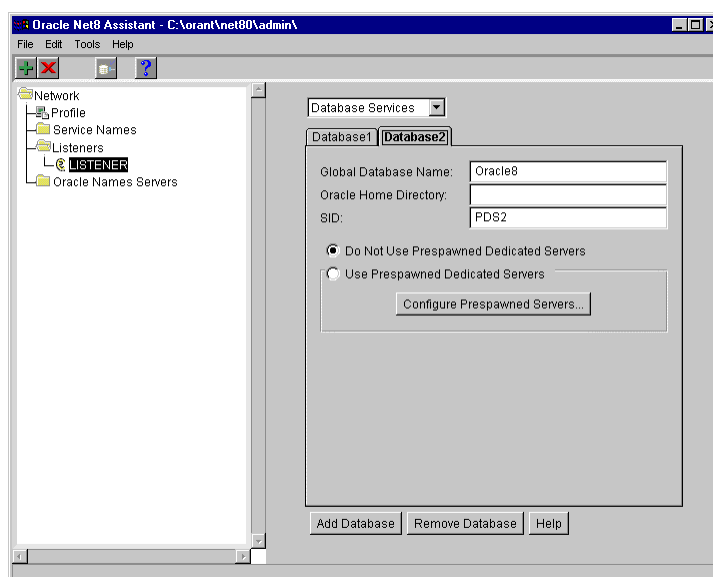 Oracle Net8 Assistant - C:\orant\net80\admin\
File Edit Tools Help
Network
Profile
Service Names
Listeners
LISTENER
Oracle Names Servers
Database Services
Database1 Database2
Global Database Name: Oracle8
Oracle Home Directory:
SID: PDS2
Do Not Use Prespawned Dedicated Servers
Use Prespawned Dedicated Servers
Configure Prespawned Servers...
Add Database Remove Database Help